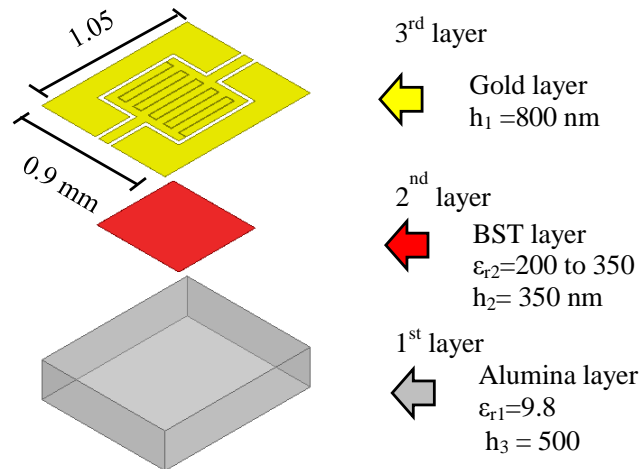 1.05
3rd layer
Gold layer
h1 =800 nm
0.9 mm
2nd layer
BST layer
εr2=200 to 350
h2= 350 nm
1st layer
Alumina layer
εr1=9.8
h3 = 500